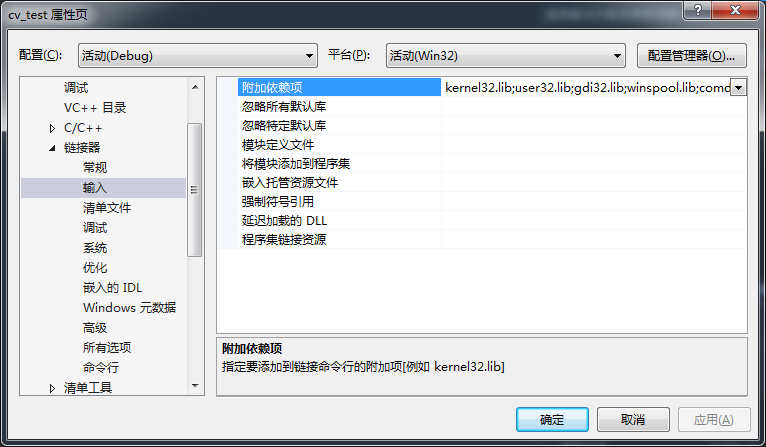 cv_test 属性页
配置(C): 活动(Debug) 平台(P): 活动(Win32) 配置管理器(O)...
调试
VC++ 目录
C/C++
链接器
常规
输入
清单文件
调试
系统
优化
嵌入的 IDL
Windows 元数据
高级
所有选项
命令行
清单工具
附加依赖项 kernel32.lib;user32.lib;gdi32.lib;winspool.lib;comd
忽略所有默认库
忽略特定默认库
模块定义文件
将模块添加到程序集
嵌入托管资源文件
强制符号引用
延迟加载的 DLL
程序集链接资源
附加依赖项
指定要添加到链接命令行的附加项[例如 kernel32.lib]
确定 取消 应用(A)